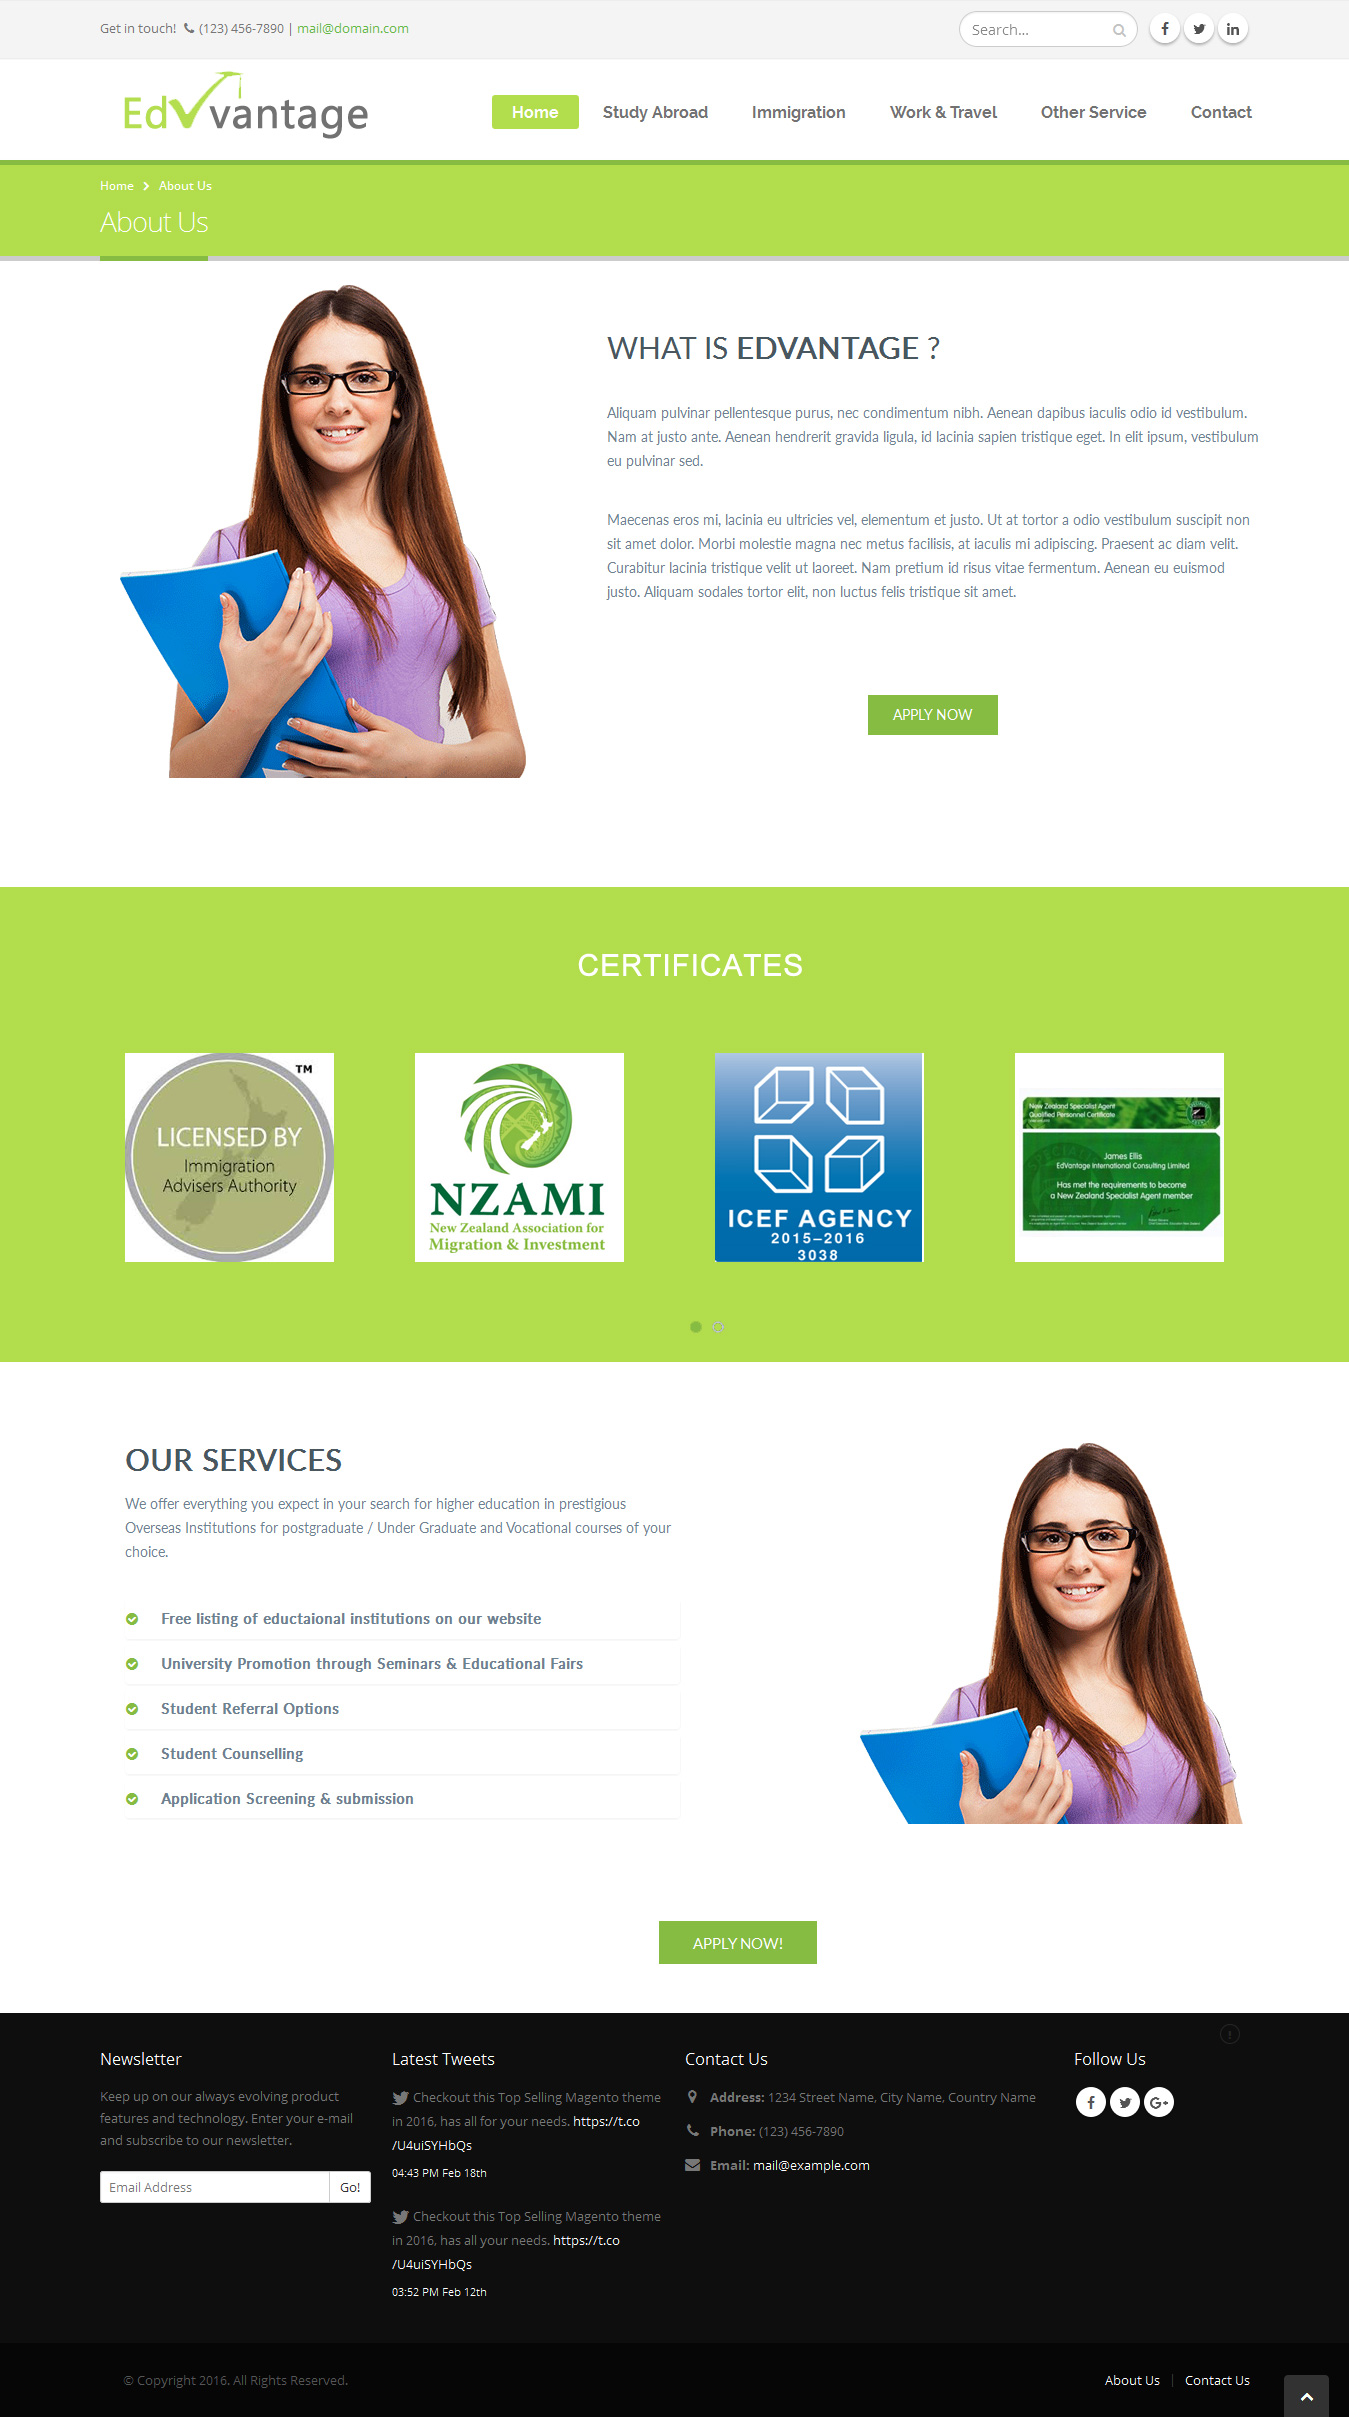 Get in touch! (123) 456-7890 | mail@domain.com
Search...
Edvantage
Home Study Abroad Immigration Work & Travel Other Service Contact
Home > About Us
About Us
WHAT IS EDVANTAGE ?
Aliquam pulvinar pellentesque purus, nec condimentum nibh. Aenean dapibus iaculis odio id vestibulum.
Nam at justo ante. Aenean hendrerit gravida ligula, id lacinia sapien tristique eget. In elit ipsum, vestibulum
eu pulvinar sed.
Maecenas eros mi, lacinia eu ultricies vel, elementum et justo. Ut at tortor a odio vestibulum suscipit non
sit amet dolor. Morbi molestie magna nec metus facilisis, at iaculis mi adipiscing. Praesent ac diam velit.
Curabitur lacinia tristique velit ut laoreet. Nam pretium id risus vitae fermentum. Aenean eu euismod
justo. Aliquam sodales tortor elit, non luctus felis tristique sit amet.
APPLY NOW
CERTIFICATES
TM
LICENSED BY
Immigration
Advisers Authority
NZAMI
New Zealand Association for
Migration & Investment
ICEF AGENCY
2015–2016
3038
New Zealand Specialist Agent
Qualified Personnel Certificate
James Ellis
EdVantage International Consulting Limited
Has met the requirements to become
a New Zealand Specialist Agent member
OUR SERVICES
We offer everything you expect in your search for higher education in prestigious
Overseas Institutions for postgraduate / Under Graduate and Vocational courses of your
choice.
Free listing of eductaional institutions on our website
University Promotion through Seminars & Educational Fairs
Student Referral Options
Student Counselling
Application Screening & submission
APPLY NOW!
Newsletter
Keep up on our always evolving product
features and technology. Enter your e-mail
and subscribe to our newsletter.
Email Address Go!
Latest Tweets
Checkout this Top Selling Magento theme
in 2016, has all for your needs. https://t.co
/U4uiSYHbQs
04:43 PM Feb 18th
Checkout this Top Selling Magento theme
in 2016, has all your needs. https://t.co
/U4uiSYHbQs
03:52 PM Feb 12th
Contact Us
Address: 1234 Street Name, City Name, Country Name
Phone: (123) 456-7890
Email: mail@example.com
Follow Us
© Copyright 2016. All Rights Reserved.
About Us | Contact Us